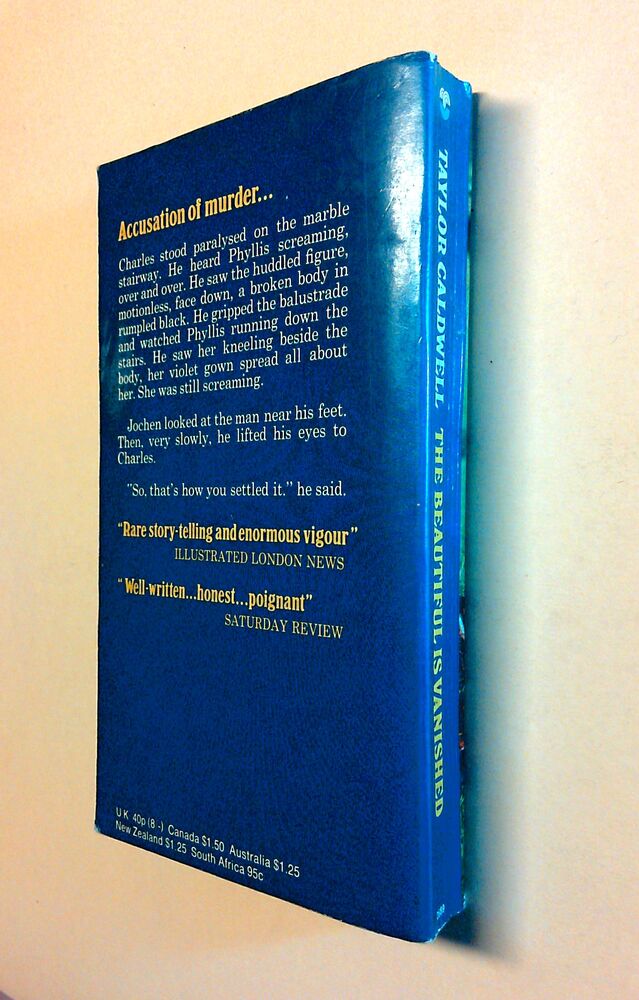 Accusation of murder...
Charles stood paralysed on the marble
stairway. He heard Phyllis screaming,
over and over. He saw the huddled figure,
motionless, face down, a broken body in
rumpled black. He gripped the balustrade
and watched Phyllis running down the
stairs. He saw her kneeling beside the
body, her violet gown spread all about
her. She was still screaming.
Jochen looked at the man near his feet.
Then, very slowly, he lifted his eyes to
Charles.
"So, that's how you settled it." he said.
“Rare story-telling and enormous vigour”
ILLUSTRATED LONDON NEWS
“Well-written...honest...poignant”
SATURDAY REVIEW
UK 40p (8-) Canada $1.50 Australia $1.25
New Zealand $1.25 South Africa 95c
TAYLOR CALDWELL THE BEAUTIFUL IS VANISHED